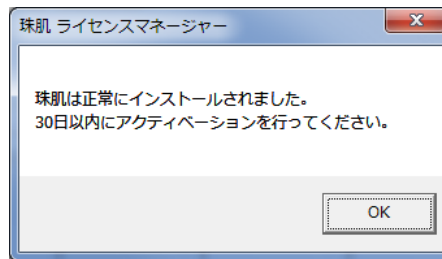 珠肌 ライセンスマネージャー
珠肌は正常にインストールされました。
30日以内にアクティベーションを行ってください。
OK